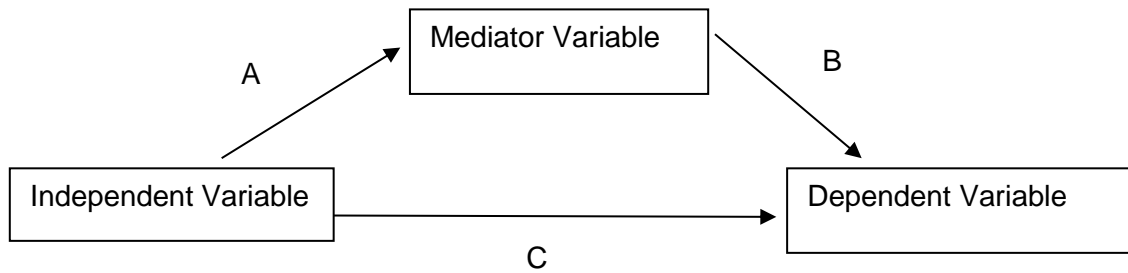 Mediator Variable
A
B
Independent Variable
Dependent Variable
C